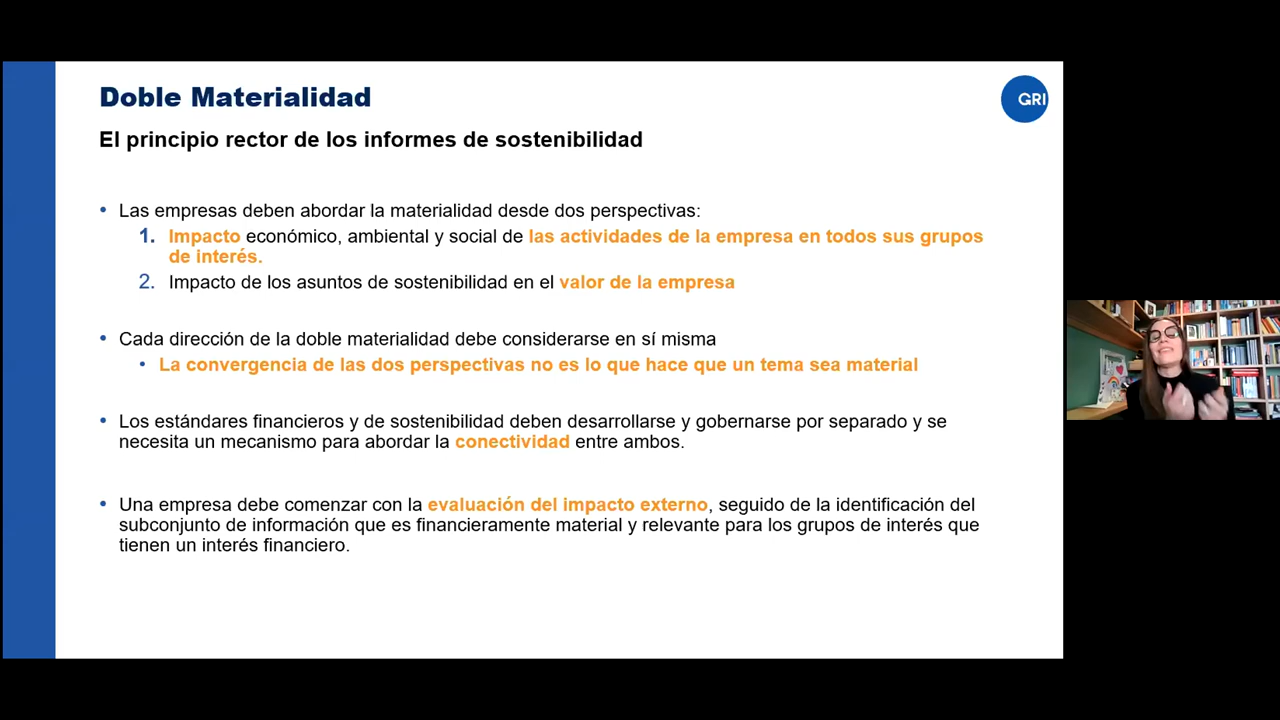 Doble Materialidad
GRI
El principio rector de los informes de sostenibilidad
• Las empresas deben abordar la materialidad desde dos perspectivas:
1. Impacto económico, ambiental y social de las actividades de la empresa en todos sus grupos
de interés.
2. Impacto de los asuntos de sostenibilidad en el valor de la empresa
• Cada dirección de la doble materialidad debe considerarse en sí misma
• La convergencia de las dos perspectivas no es lo que hace que un tema sea material
• Los estándares financieros y de sostenibilidad deben desarrollarse y gobernarse por separado y se
necesita un mecanismo para abordar la conectividad entre ambos.
• Una empresa debe comenzar con la evaluación del impacto externo, seguido de la identificación del
subconjunto de información que es financieramente material y relevante para los grupos de interés que
tienen un interés financiero.